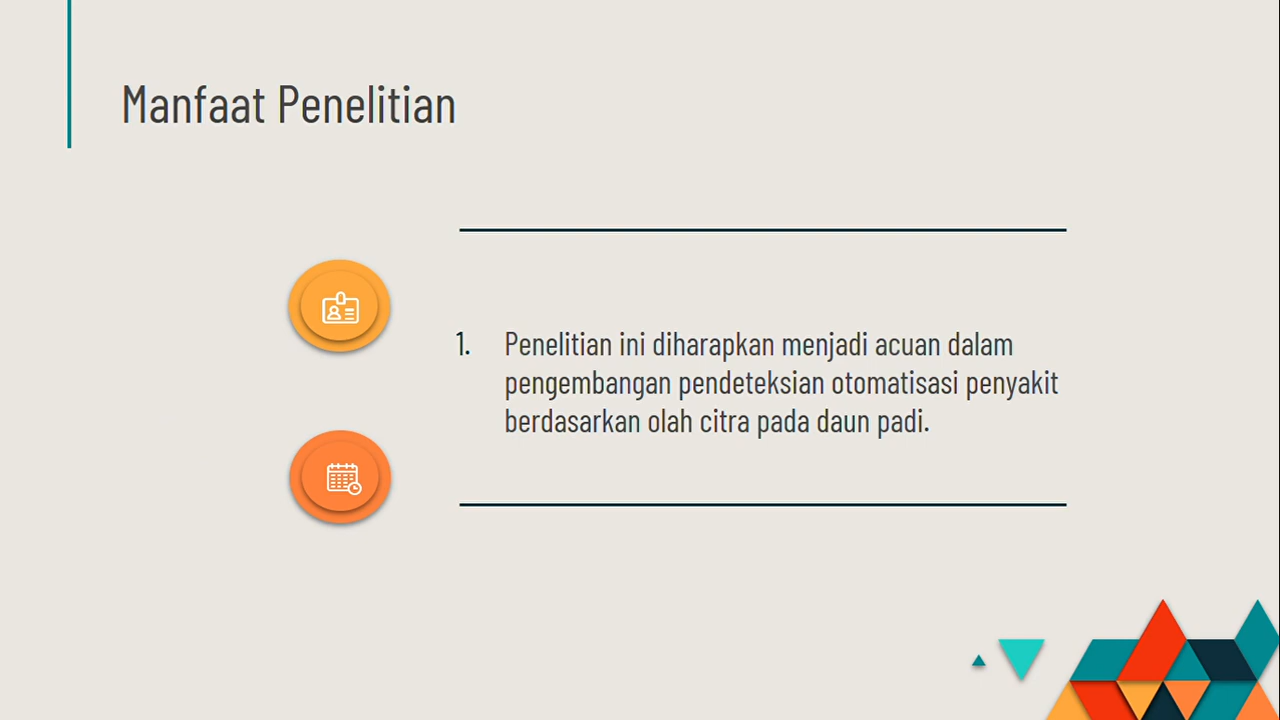 Manfaat Penelitian
1. Penelitian ini diharapkan menjadi acuan dalam
pengembangan pendeteksian otomatisasi penyakit
berdasarkan olah citra pada daun padi.